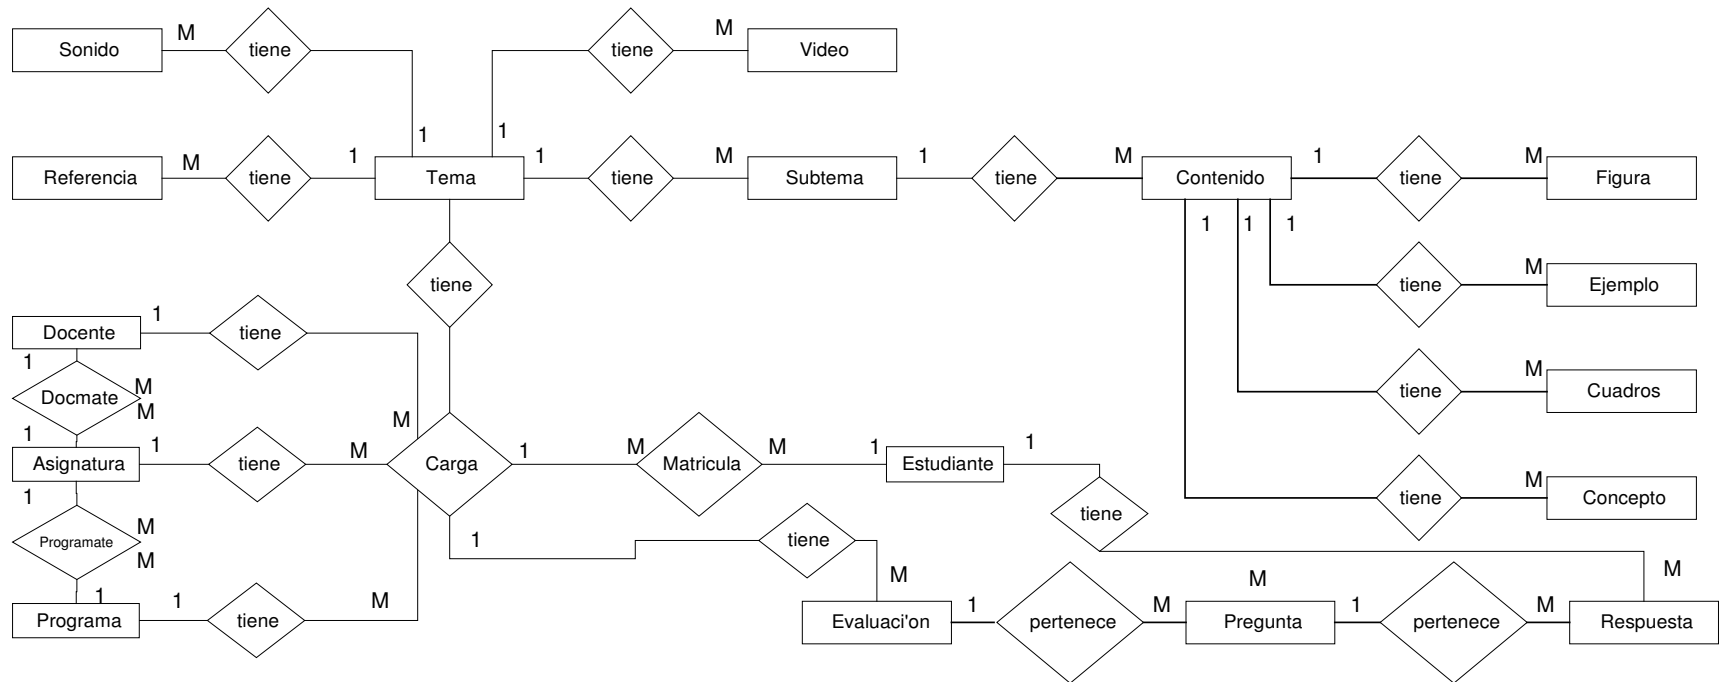 Sonido
M
tiene
tiene
M
Video
1
1
Referencia
M
tiene
1
Tema
1
tiene
M
Subtema
1
tiene
M
Contenido
1
tiene
M
Figura
1
1
1
tiene
tiene
M
Ejemplo
Docente
1
tiene
1
Docmate
M
M
M
tiene
M
Cuadros
1
Asignatura
1
tiene
M
Carga
1
M
Matricula
M
1
Estudiante
1
tiene
M
Concepto
1
Programate
M
M
1
tiene
tiene
1
Programa
1
tiene
M
M
M
M
Evaluaci'on
1
pertenece
M
Pregunta
1
pertenece
M
Respuesta